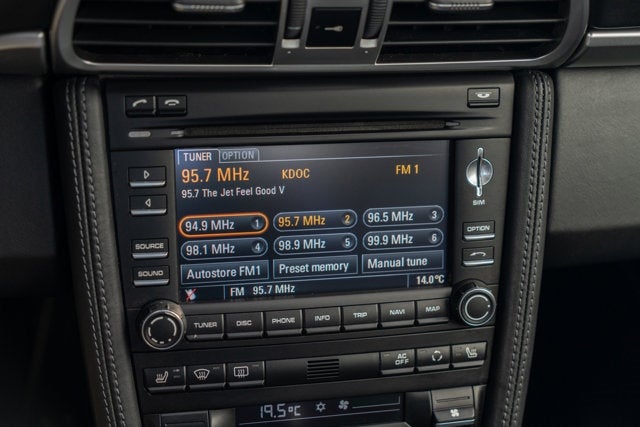 TUNER OPTION
95.7 MHz KDOC FM 1
95.7 The Jet Feel Good V
94.9 MHz 1 95.7 MHz 2 96.5 MHz 3
98.1 MHz 4 98.9 MHz 5 99.9 MHz 6
Autostore FM1 Preset memory Manual tune
FM 95.7 MHz 14.0°C
SIM
OPTION
SOURCE
SOUND
TUNER DISC PHONE INFO TRIP NAVI MAP
AC OFF
19.5°C